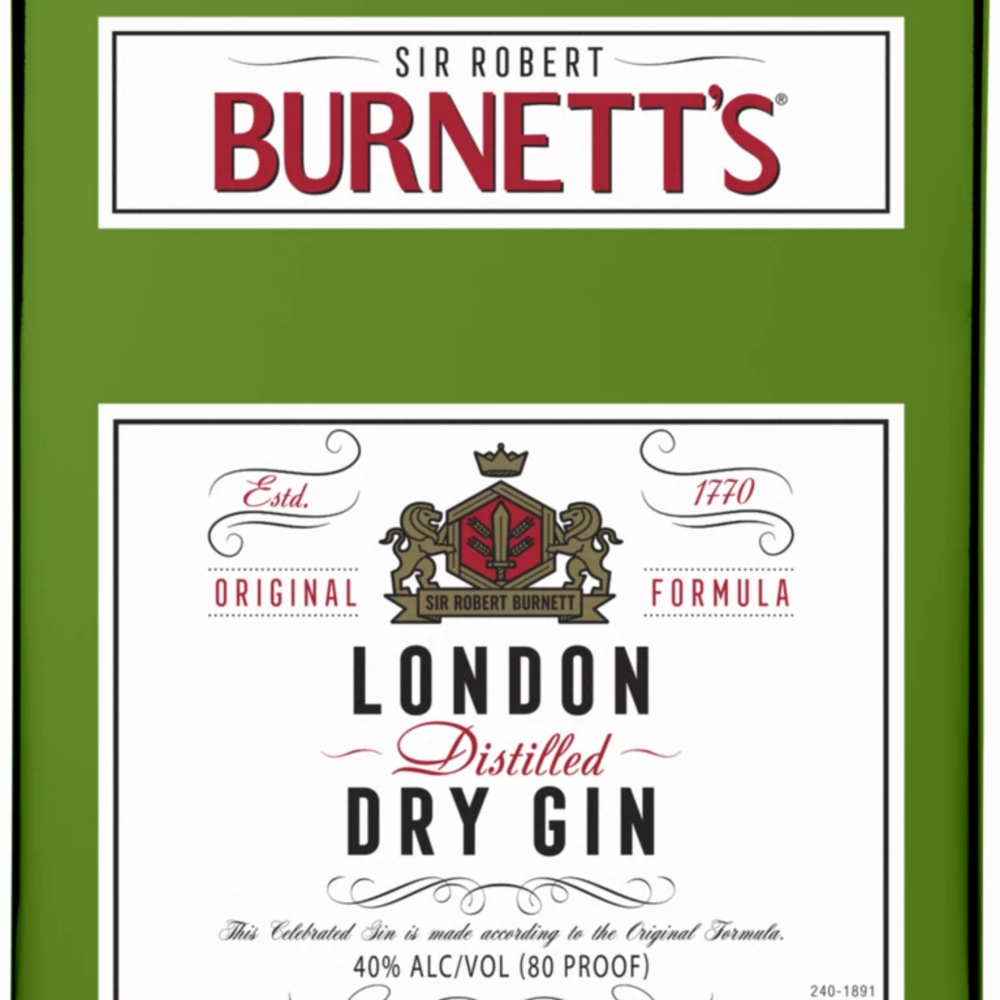 SIR ROBERT
BURNETT'S®
Estd.
1770
ORIGINAL
FORMULA
SIR ROBERT BURNETT
LONDON
Distilled
DRY GIN
This Celebrated Gin is made according to the Original Formula.
40% ALC/VOL (80 PROOF)
240-1891